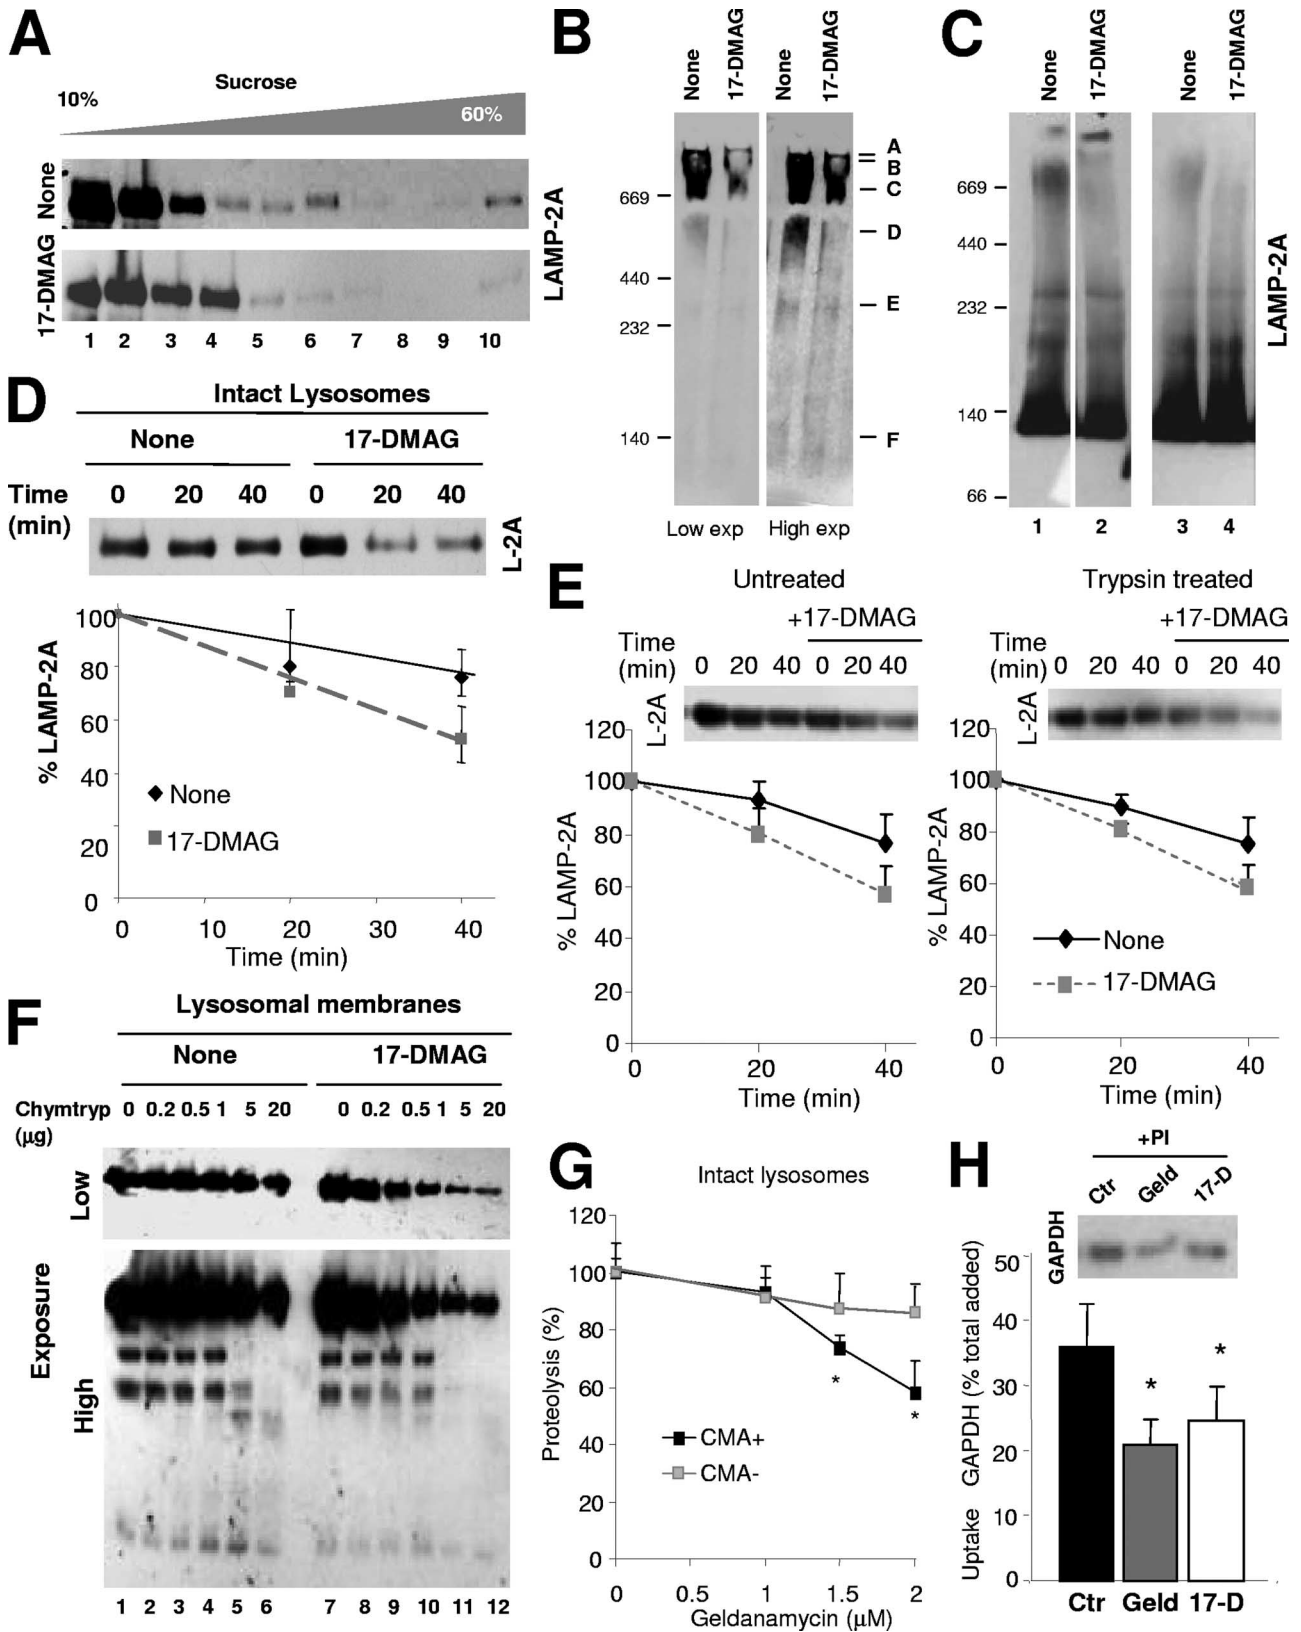 A
Sucrose
10%
60%
None
17-DMAG
LAMP-2A
1 2 3 4 5 6 7 8 9 10
B
None 17-DMAG None 17-DMAG
669
440
232
140
A
B
C
D
E
F
Low exp High exp
C
None 17-DMAG None 17-DMAG
669
440
232
140
66
LAMP-2A
1 2 3 4
D
Intact Lysosomes
None 17-DMAG
Time (min) 0 20 40 0 20 40
L-2A
% LAMP-2A
100
80
60
40
20
0
None
17-DMAG
0 10 20 30 40
Time (min)
E
Untreated
+17-DMAG
Time (min) 0 20 40 0 20 40
L-2A
% LAMP-2A
120
100
80
60
40
20
0
0 20 40
Time (min)
Trypsin treated
+17-DMAG
Time (min) 0 20 40 0 20 40
L-2A
% LAMP-2A
120
100
80
60
40
20
0
None
17-DMAG
0 20 40
Time (min)
F
Lysosomal membranes
None 17-DMAG
Chymtryp (µg) 0 0.2 0.5 1 5 20 0 0.2 0.5 1 5 20
Low
Exposure
High
1 2 3 4 5 6 7 8 9 10 11 12
G
Intact lysosomes
Proteolysis (%)
120
100
80
60
40
20
0
*
*
CMA+
CMA-
0 0.5 1 1.5 2
Geldanamycin (µM)
H
+PI
Ctr Geld 17-D
GAPDH
Uptake GAPDH (% total added)
50
40
30
20
10
0
*
*
Ctr Geld 17-D